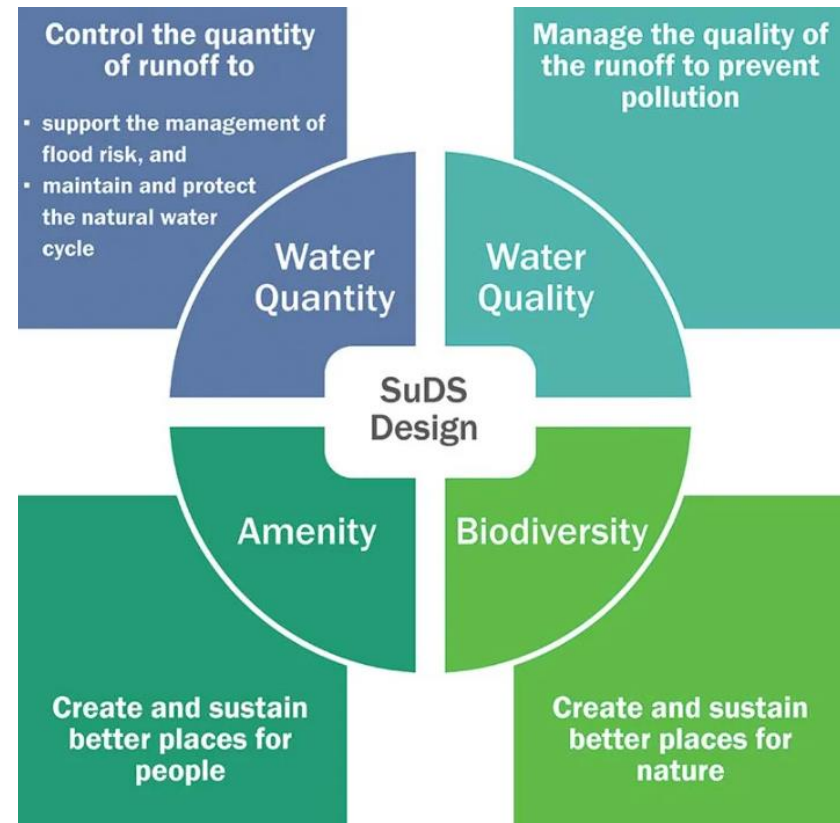 Control the quantity
of runoff to
▪ support the management of
flood risk, and
▪ maintain and protect
the natural water
cycle
Manage the quality of
the runoff to prevent
pollution
Water
Quantity
Water
Quality
SuDS
Design
Amenity
Biodiversity
Create and sustain
better places for
people
Create and sustain
better places for
nature